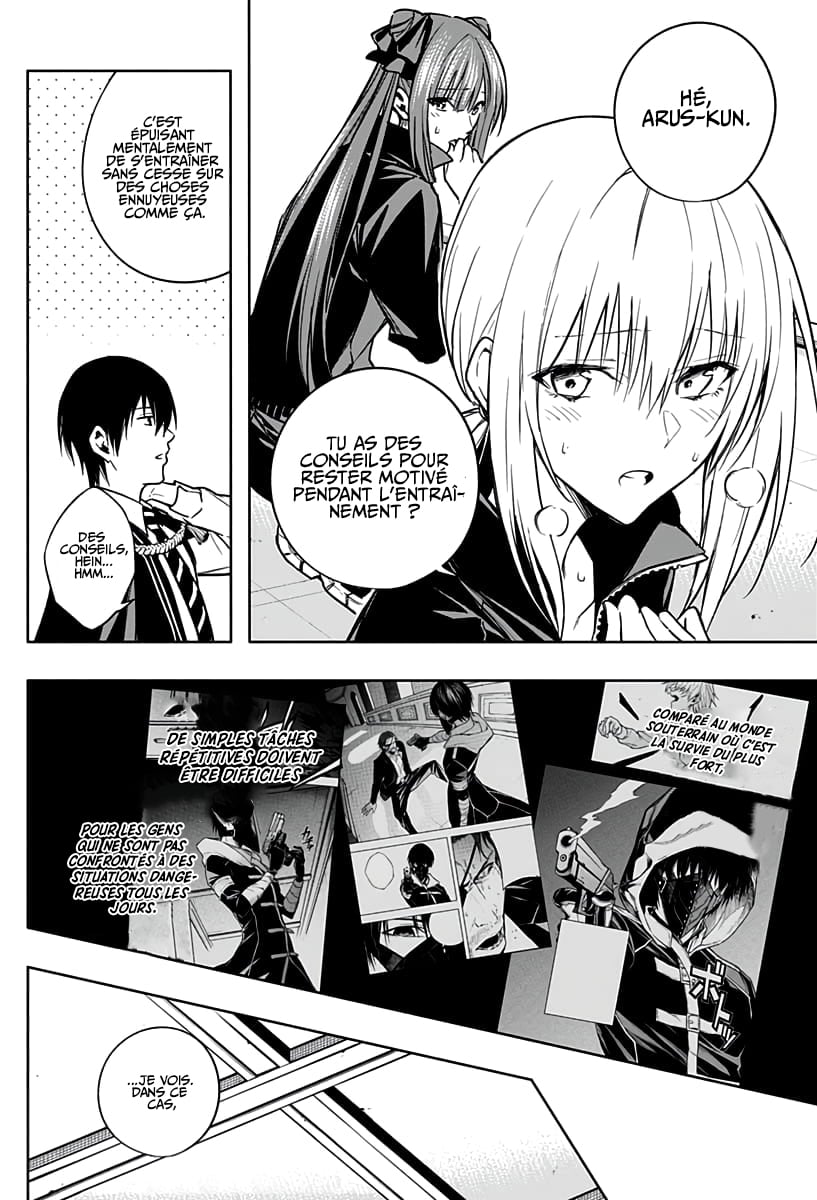 HÉ,
ARUS-KUN.
TU AS DES
CONSEILS POUR
RESTER MOTIVÉ
PENDANT L'ENTRAÎ-
NEMENT ?
C'EST
ÉPUISANT
MENTALEMENT
DE S'ENTRAÎNER
SANS CESSE SUR
DES CHOSES
ENNUYEUSES
COMME ÇA.
DES
CONSEILS,
HEIN...
HMM...
COMPARÉ AU MONDE
SOUTERRAIN OÙ C'EST
LA SURVIE DU PLUS
FORT,
DE SIMPLES TÂCHES
RÉPÉTITIVES DOIVENT
ÊTRE DIFFICILES
POUR LES GENS
QUI NE SONT PAS
CONFRONTÉS À DES
SITUATIONS DANGE-
REUSES TOUS LES
JOURS.
ボトッ
...JE VOIS.
DANS CE
CAS,